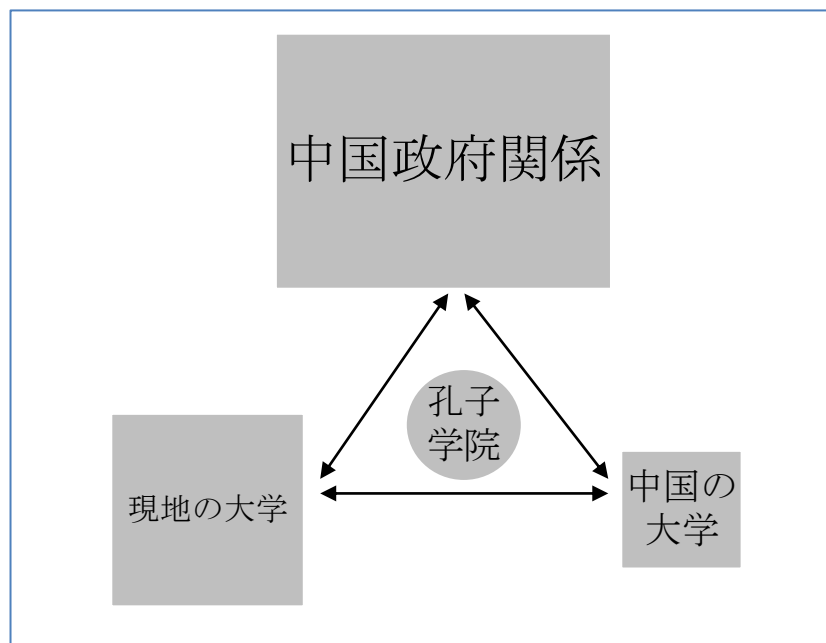 中国政府関係
孔子
学院
現地の大学
中国の
大学